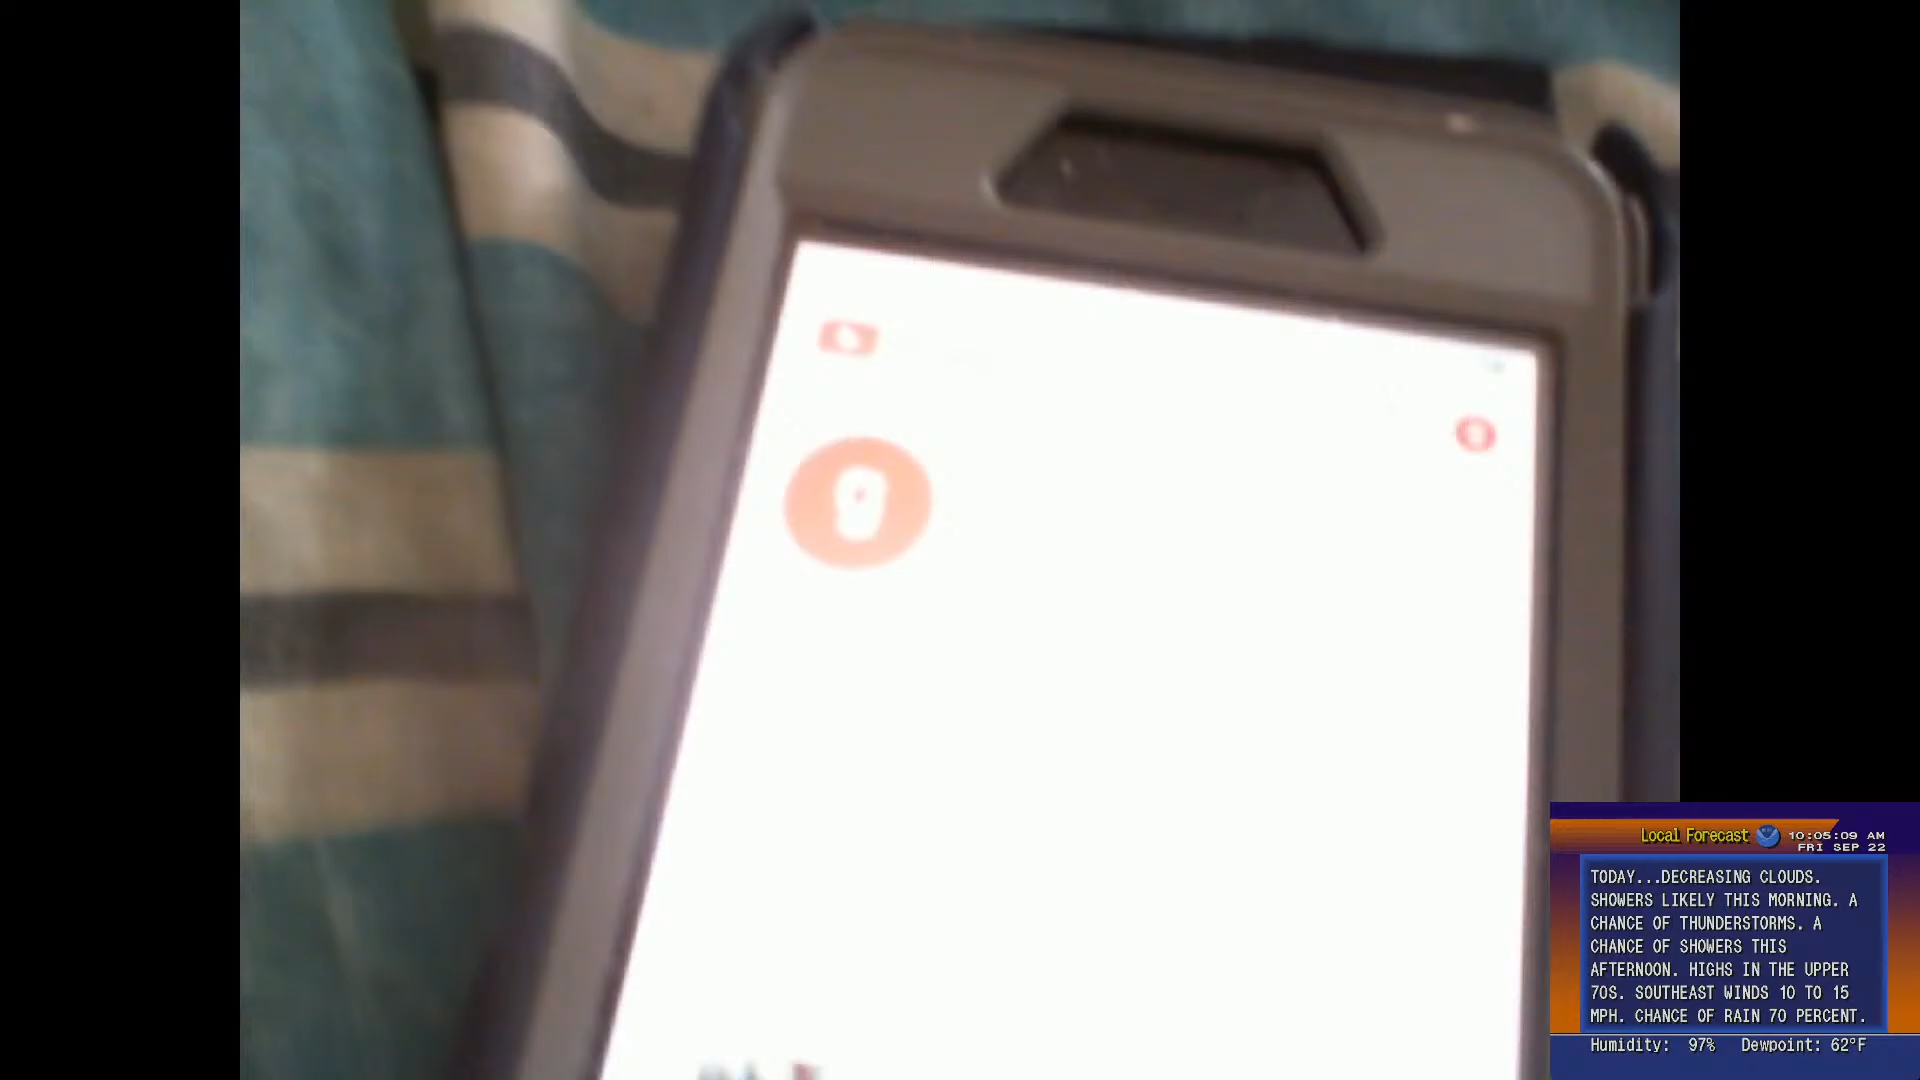 Local Forecast
10:05:09 AM
FRI SEP 22
TODAY...DECREASING CLOUDS.
SHOWERS LIKELY THIS MORNING. A
CHANCE OF THUNDERSTORMS. A
CHANCE OF SHOWERS THIS
AFTERNOON. HIGHS IN THE UPPER
70S. SOUTHEAST WINDS 10 TO 15
MPH. CHANCE OF RAIN 70 PERCENT.
Humidity: 97% Dewpoint: 62°F